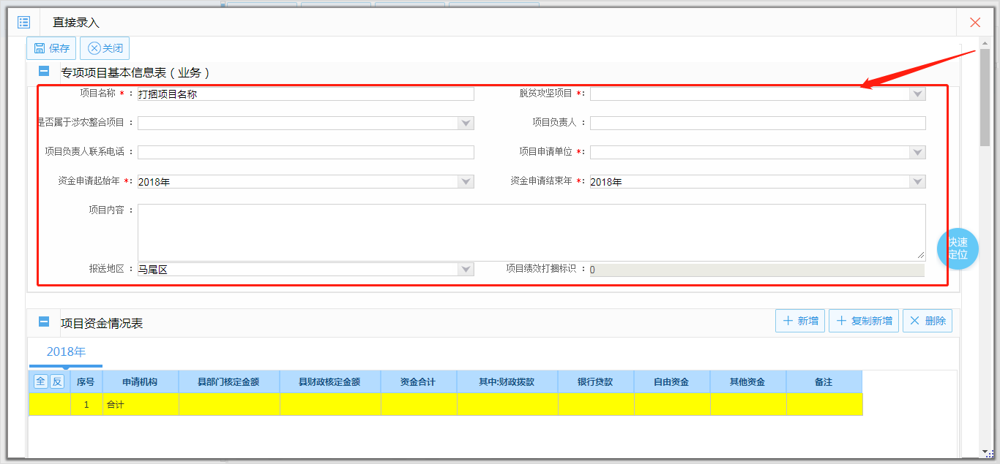 直接录入
保存 关闭
专项项目基本信息表（业务）
项目名称 *： 打捆项目名称 脱贫攻坚项目 *：
是否属于涉农整合项目 ： 项目负责人 ：
项目负责人联系电话 ： 项目申请单位 *：
资金申请起始年 *： 2018年 资金申请结束年 *： 2018年
项目内容 ：
快速
定位
报送地区 ： 马尾区 项目绩效打捆标识 ： 0
项目资金情况表 新增 复制新增 删除
2018年
全 反 序号 申请机构 县部门核定金额 县财政核定金额 资金合计 其中:财政拨款 银行贷款 自由资金 其他资金 备注
1 合计